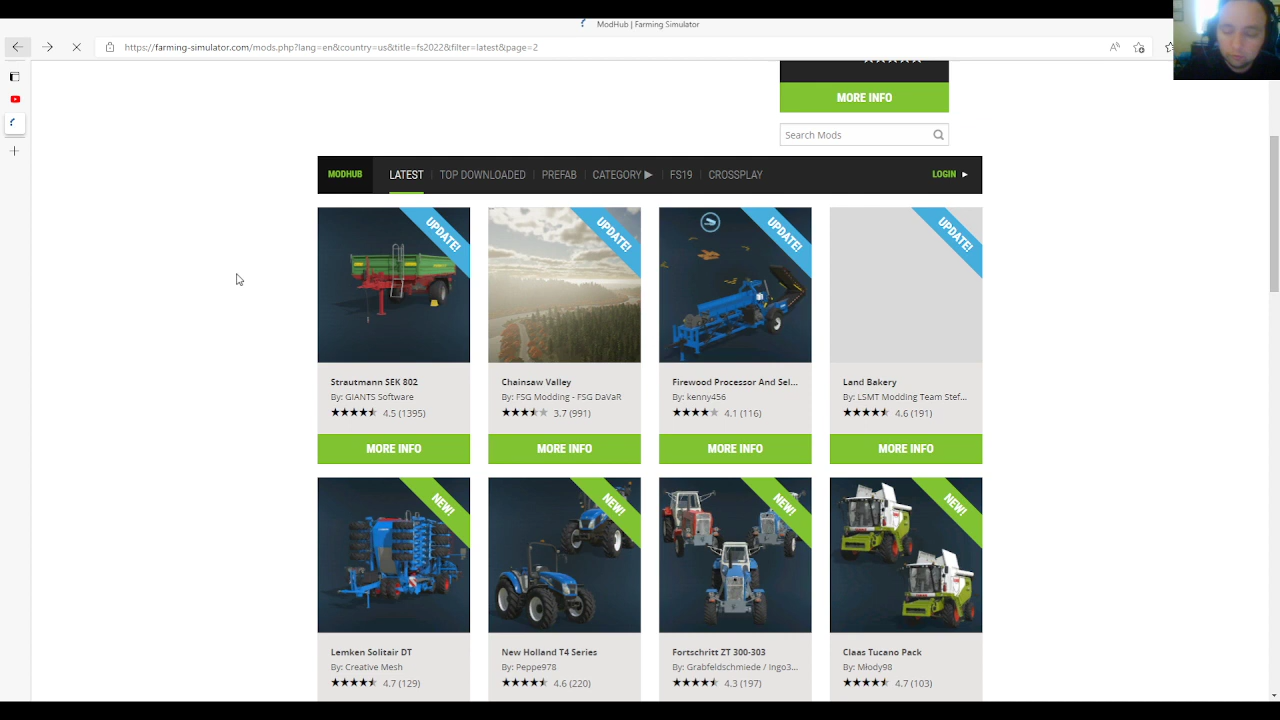 ModHub | Farming Simulator
https://farming-simulator.com/mods.php?lang=en&country=us&title=fs2022&filter=latest&page=2
MORE INFO
Search Mods
MODHUB LATEST TOP DOWNLOADED PREFAB CATEGORY ▶ FS19 CROSSPLAY LOGIN ▶
UPDATE! UPDATE! UPDATE! UPDATE!
Strautmann SEK 802
By: GIANTS Software
4.5 (1395)
MORE INFO
Chainsaw Valley
By: FSG Modding - FSG DaVaR
3.7 (991)
MORE INFO
Firewood Processor And Sel...
By: kenny456
4.1 (116)
MORE INFO
Land Bakery
By: LSMT Modding Team Stef...
4.6 (191)
MORE INFO
NEW! NEW! NEW! NEW!
Lemken Solitair DT
By: Creative Mesh
4.7 (129)
New Holland T4 Series
By: Peppe978
4.6 (220)
Fortschritt ZT 300-303
By: Grabfeldschmiede / Ingo3...
4.3 (197)
Claas Tucano Pack
By: Młody98
4.7 (103)